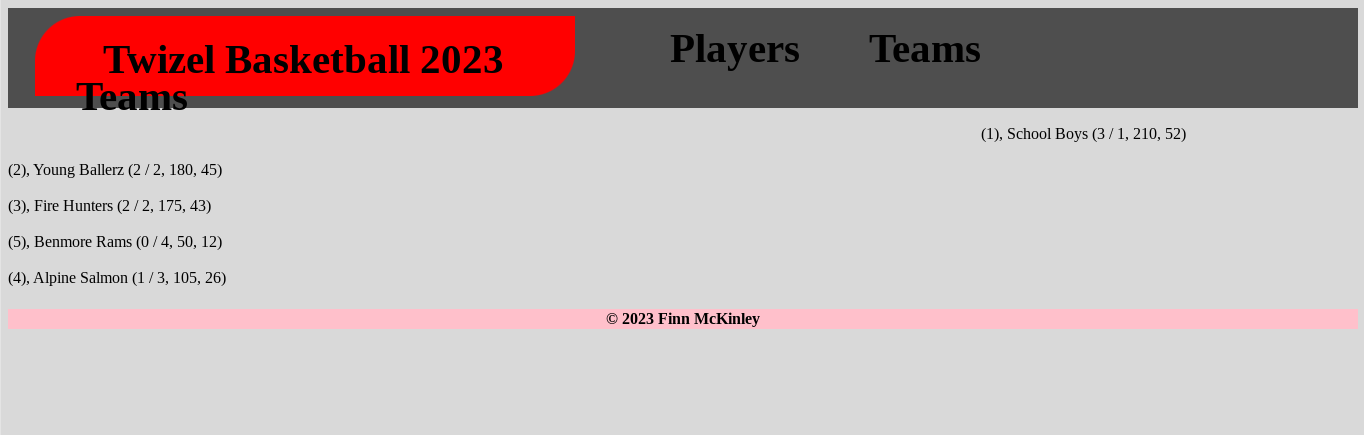 Twizel Basketball 2023
Players
Teams
Teams
(1), School Boys (3 / 1, 210, 52)
(2), Young Ballerz (2 / 2, 180, 45)
(3), Fire Hunters (2 / 2, 175, 43)
(5), Benmore Rams (0 / 4, 50, 12)
(4), Alpine Salmon (1 / 3, 105, 26)
© 2023 Finn McKinley